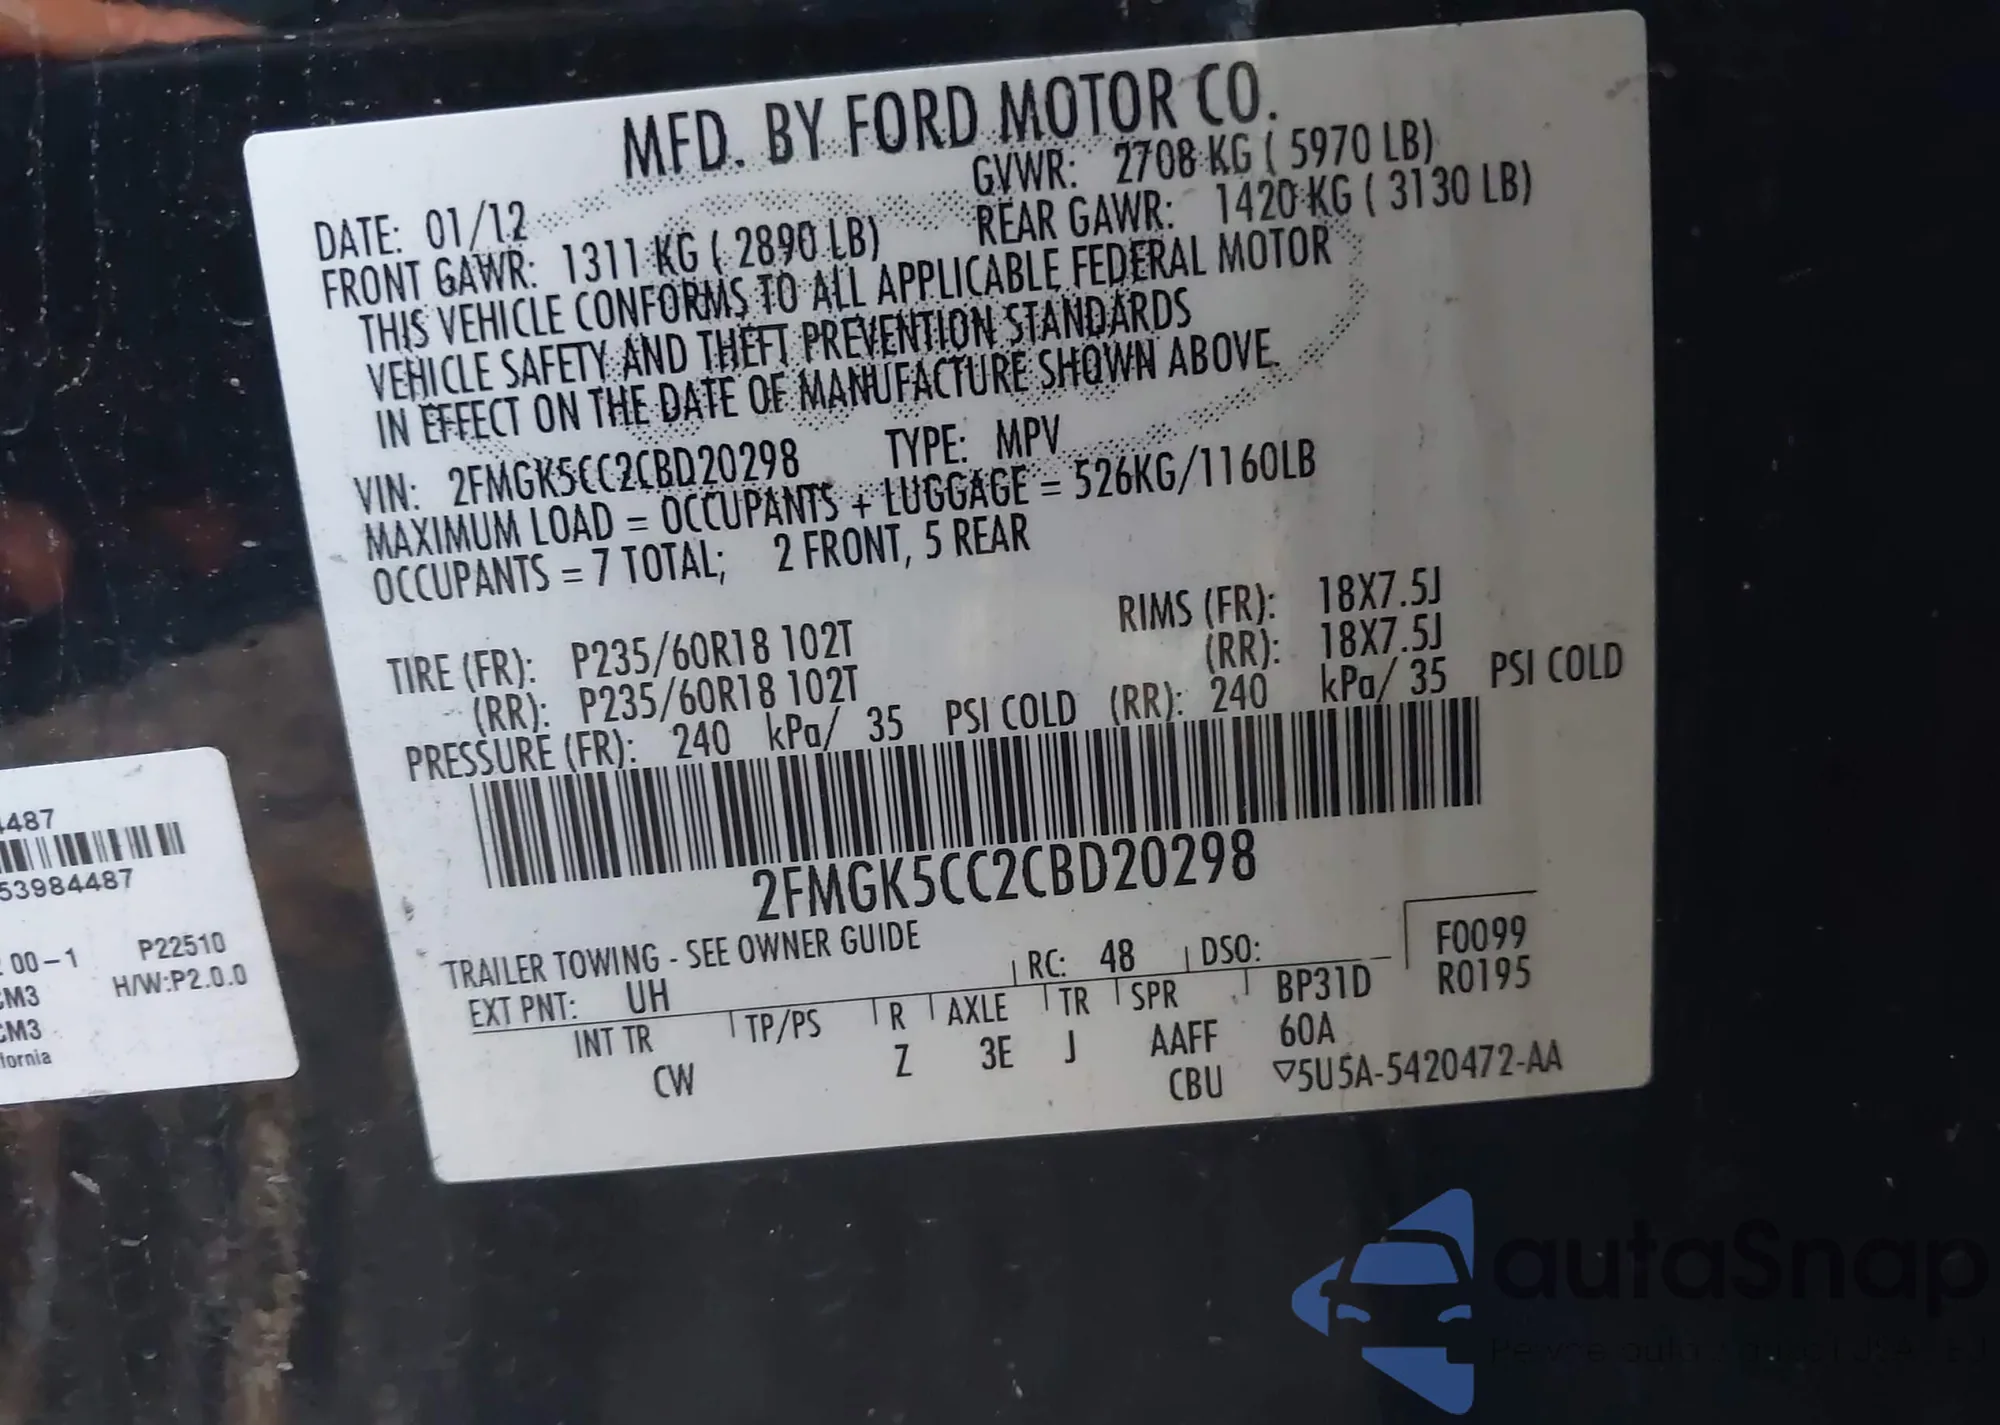 MFD. BY FORD MOTOR CO.
DATE: 01/12 GVWR: 2708 KG ( 5970 LB)
FRONT GAWR: 1311 KG ( 2890 LB) REAR GAWR: 1420 KG ( 3130 LB)
THIS VEHICLE CONFORMS TO ALL APPLICABLE FEDERAL MOTOR
VEHICLE SAFETY AND THEFT PREVENTION STANDARDS
IN EFFECT ON THE DATE OF MANUFACTURE SHOWN ABOVE.
VIN: 2FMGK5CC2CBD20298 TYPE: MPV
MAXIMUM LOAD = OCCUPANTS + LUGGAGE = 526KG/1160LB
OCCUPANTS = 7 TOTAL; 2 FRONT, 5 REAR
TIRE (FR): P235/60R18 102T RIMS (FR): 18X7.5J
(RR): P235/60R18 102T (RR): 18X7.5J
PRESSURE (FR): 240 kPa/ 35 PSI COLD (RR): 240 kPa/ 35 PSI COLD
2FMGK5CC2CBD20298
TRAILER TOWING - SEE OWNER GUIDE
EXT PNT: UH RC: 48 DSO: F0099
INT TR TP/PS R AXLE TR SPR BP31D R0195
CW Z 3E J AAFF 60A
CBU ▽5U5A-5420472-AA
4487
53984487
00-1 P22510
CM3 H/W:P2.0.0
CM3
fornia
autaSnap